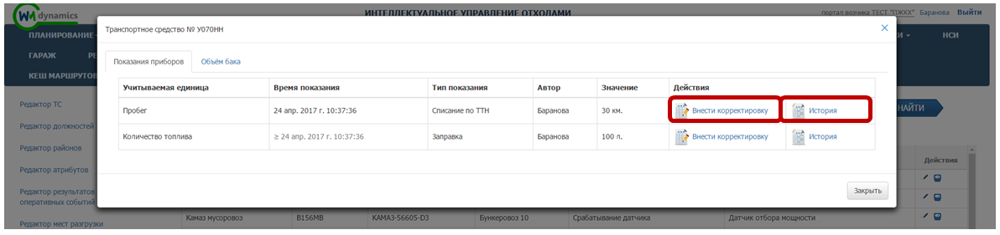 WM dynamics
ИНТЕЛЛЕКТУАЛЬНОЕ УПРАВЛЕНИЕ ОТХОДАМИ
портал возчика ТЕСТ "ПЖКХ" Баранова Выйти
ПЛАНИРОВАНИЕ
НСИ
ГАРАЖ
КЕШ МАРШРУТОВ
Транспортное средство № У070НН
Показания приборов Объём бака
Учитываемая единица Время показания Тип показания Автор Значение Действия
Пробег 24 апр. 2017 г. 10:37:36 Списание по ТТН Баранова 30 км. Внести корректировку История
Количество топлива ≥ 24 апр. 2017 г. 10:37:36 Заправка Баранова 100 л. Внести корректировку История
Закрыть
Редактор ТС
НАЙТИ
Редактор должностей
Редактор районов
Действия
Редактор атрибутов
Редактор результатов
оперативных событий
Редактор мест разгрузки
Камаз мусоровоз В156МВ КАМАЗ-56605-D3 Бункеровоз 10 Срабатывание датчика Датчик отбора мощности